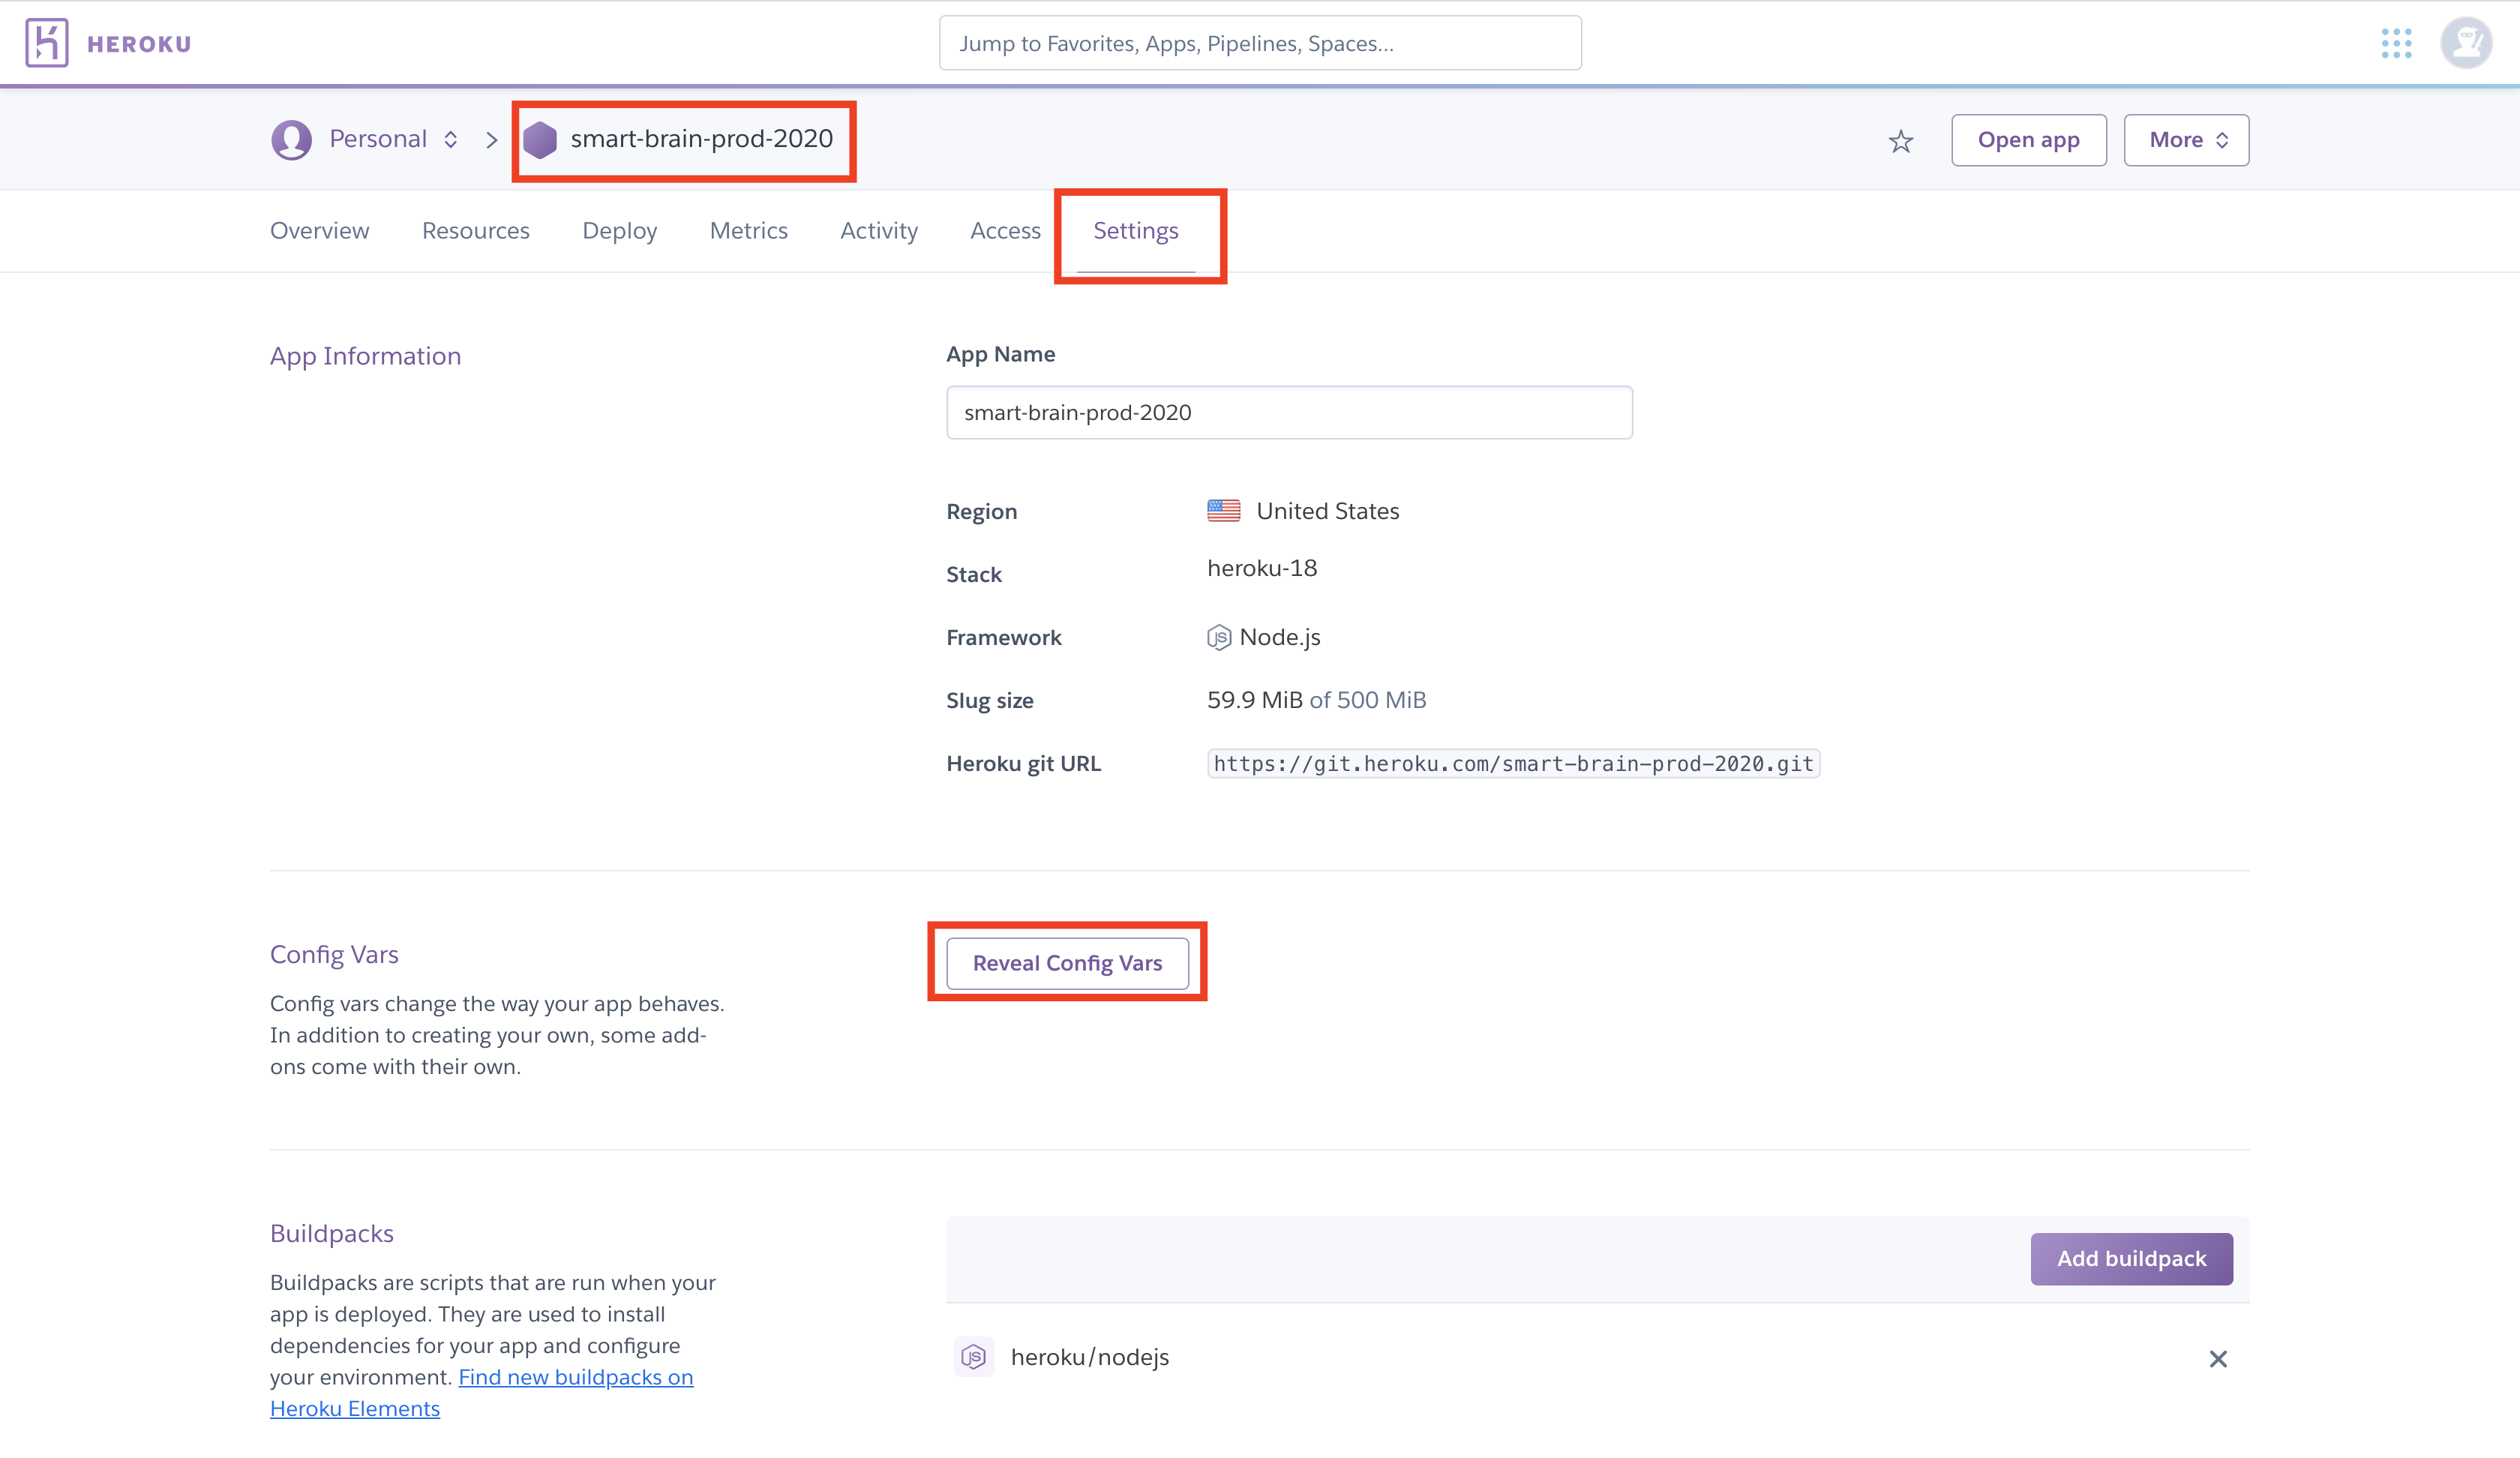 HEROKU
Jump to Favorites, Apps, Pipelines, Spaces...
Personal
smart-brain-prod-2020
Open app
More
Overview
Resources
Deploy
Metrics
Activity
Access
Settings
App Information
App Name
smart-brain-prod-2020
Region
United States
Stack
heroku-18
Framework
Node.js
Slug size
59.9 MiB of 500 MiB
Heroku git URL
https://git.heroku.com/smart-brain-prod-2020.git
Config Vars
Config vars change the way your app behaves.
In addition to creating your own, some add-
ons come with their own.
Reveal Config Vars
Buildpacks
Buildpacks are scripts that are run when your
app is deployed. They are used to install
dependencies for your app and configure
your environment. Find new buildpacks on
Heroku Elements
Add buildpack
heroku/nodejs